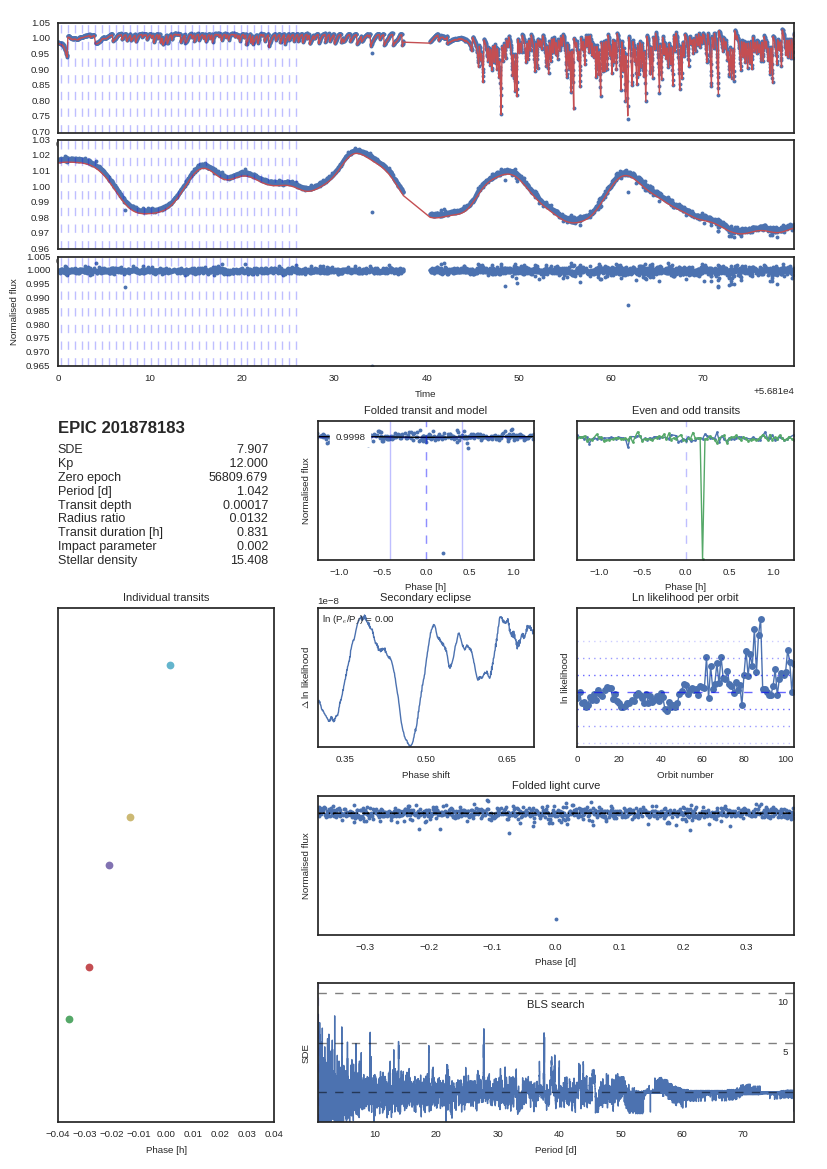 1.05
1.00
0.95
0.90
0.85
0.80
0.75
0.70
1.03
1.02
1.01
1.00
0.99
0.98
0.97
0.96
1.005
1.000
0.995
0.990
0.985
0.980
0.975
0.970
0.965
Normalised flux
0 10 20 30 40 50 60 70
Time
+5.681e4
EPIC 201878183
SDE 7.907
Kp 12.000
Zero epoch 56809.679
Period [d] 1.042
Transit depth 0.00017
Radius ratio 0.0132
Transit duration [h] 0.831
Impact parameter 0.002
Stellar density 15.408
Folded transit and model
0.9998
Normalised flux
−1.0 −0.5 0.0 0.5 1.0
Phase [h]
Even and odd transits
−1.0 −0.5 0.0 0.5 1.0
Phase [h]
Individual transits
−0.04 −0.03 −0.02 −0.01 0.00 0.01 0.02 0.03 0.04
Phase [h]
Secondary eclipse
1e−8
= 0.00
Δ ln likelihood
0.35 0.50 0.65
Phase shift
Ln likelihood per orbit
ln likelihood
0 20 40 60 80 100
Orbit number
Folded light curve
Normalised flux
−0.3 −0.2 −0.1 0.0 0.1 0.2 0.3
Phase [d]
BLS search
10
5
SDE
10 20 30 40 50 60 70
Period [d]